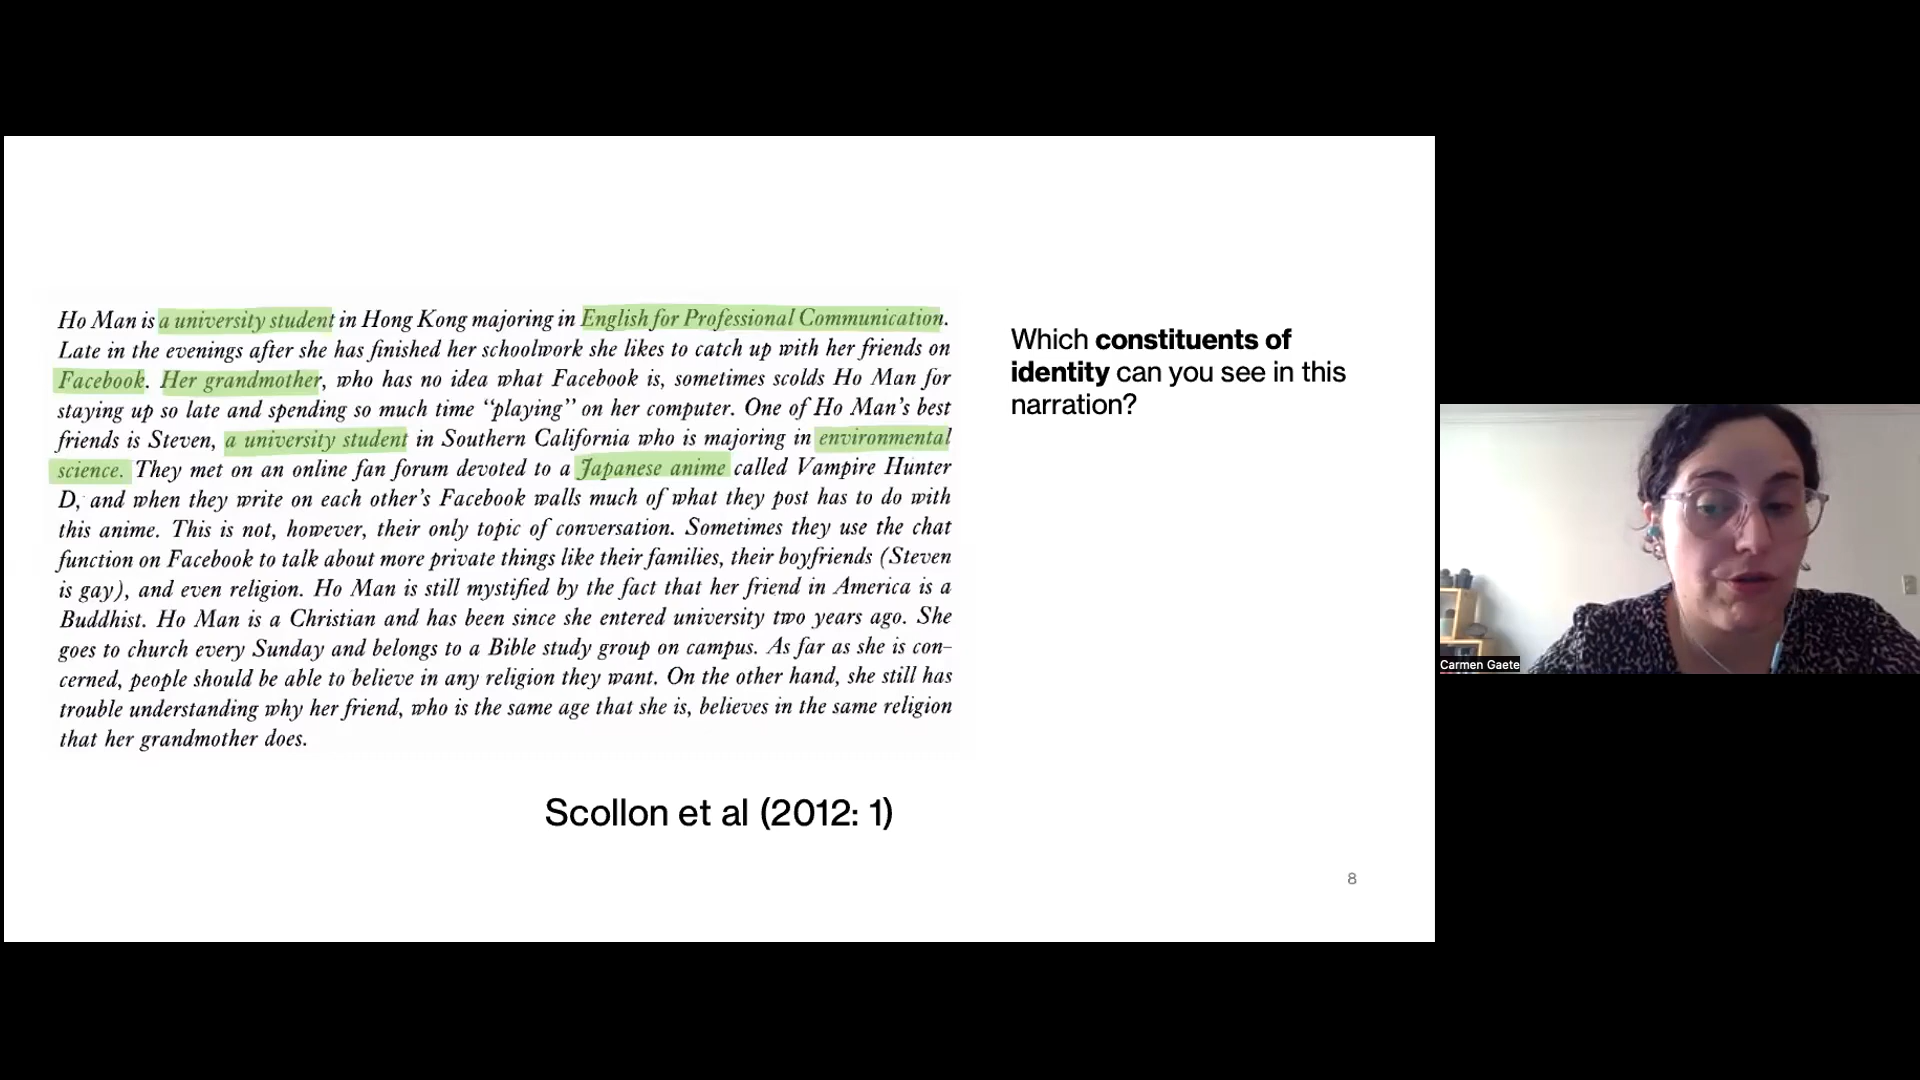 Ho Man is a university student in Hong Kong majoring in English for Professional Communication.
Late in the evenings after she has finished her schoolwork she likes to catch up with her friends on
Facebook. Her grandmother, who has no idea what Facebook is, sometimes scolds Ho Man for
staying up so late and spending so much time “playing” on her computer. One of Ho Man’s best
friends is Steven, a university student in Southern California who is majoring in environmental
science. They met on an online fan forum devoted to a Japanese anime called Vampire Hunter
D, and when they write on each other’s Facebook walls much of what they post has to do with
this anime. This is not, however, their only topic of conversation. Sometimes they use the chat
function on Facebook to talk about more private things like their families, their boyfriends (Steven
is gay), and even religion. Ho Man is still mystified by the fact that her friend in America is a
Buddhist. Ho Man is a Christian and has been since she entered university two years ago. She
goes to church every Sunday and belongs to a Bible study group on campus. As far as she is con-
cerned, people should be able to believe in any religion they want. On the other hand, she still has
trouble understanding why her friend, who is the same age that she is, believes in the same religion
that her grandmother does.
Scollon et al (2012: 1)
Which constituents of
identity can you see in this
narration?
8
Carmen Gaete